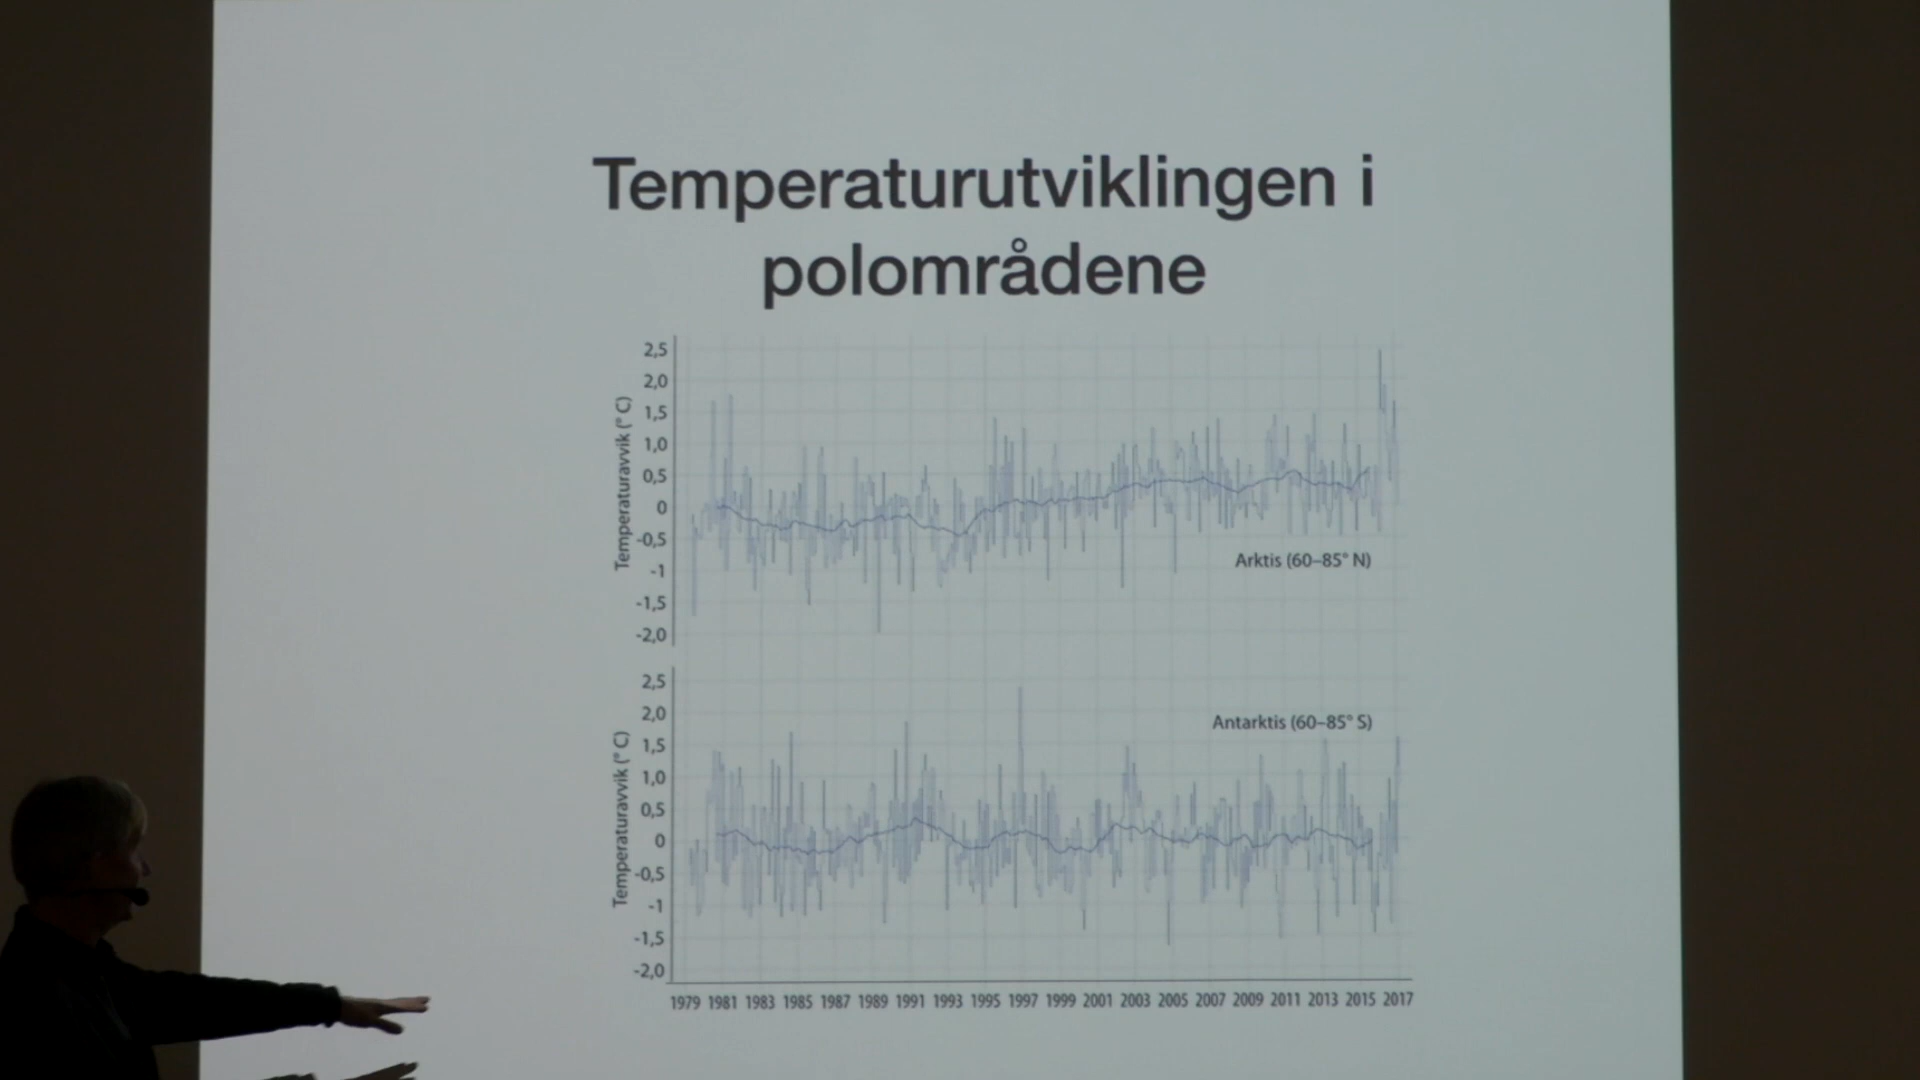 Temperaturutviklingen i
polområdene
2,5
2,0
1,5
1,0
0,5
0
-0,5
-1
-1,5
-2,0
Temperaturavvik (° C)
Arktis (60–85° N)
2,5
2,0
1,5
1,0
0,5
0
-0,5
-1
-1,5
-2,0
Temperaturavvik (° C)
Antarktis (60–85° S)
1979 1981 1983 1985 1987 1989 1991 1993 1995 1997 1999 2001 2003 2005 2007 2009 2011 2013 2015 2017